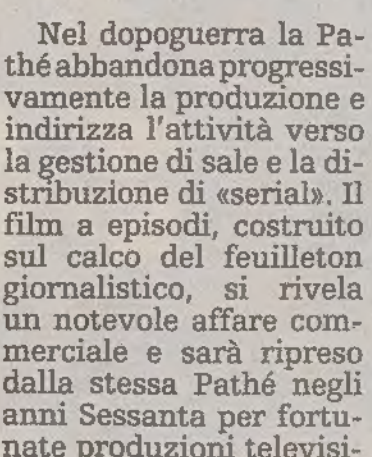 Nel dopoguerra la Pa-
thé abbandona progressi-
vamente la produzione e
indirizza l'attività verso
la gestione di sale e la di-
stribuzione di «serial». Il
film a episodi, costruito
sul calco del feuilleton
giornalistico, si rivela
un notevole affare com-
merciale e sarà ripreso
dalla stessa Pathé negli
anni Sessanta per fortu-
nate produzioni televisi-